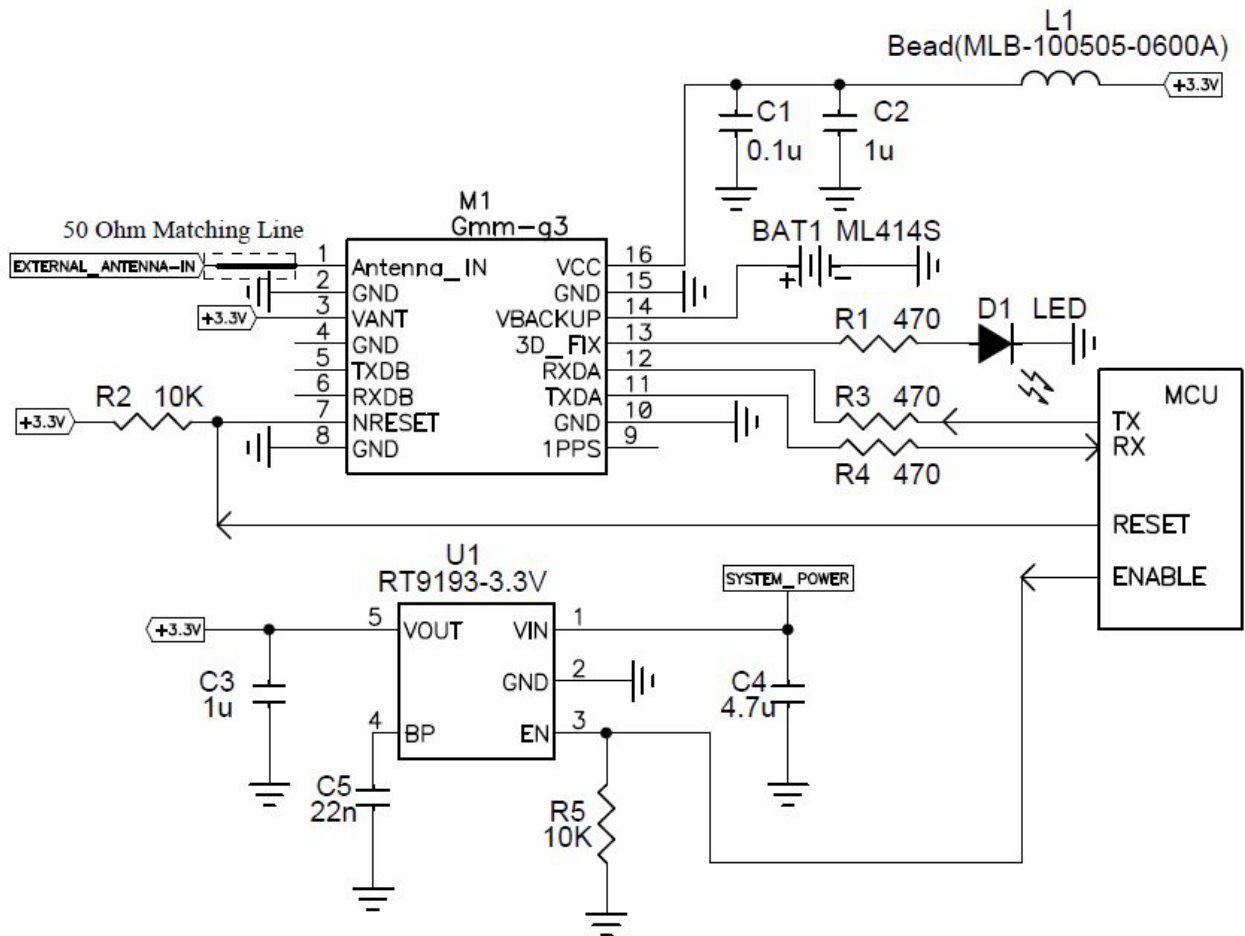 L1
Bead(MLB-100505-0600A)
+3.3V
C1
0.1u
C2
1u
M1
Gmm-g3
50 Ohm Matching Line
EXTERNAL_ANTENNA-IN
+3.3V
1 Antenna_IN
2 GND
3 VANT
4 GND
5 TXDB
6 RXDB
7 NRESET
8 GND
VCC 16
GND 15
VBACKUP 14
3D_FIX 13
RXDA 12
TXDA 11
GND 10
1PPS 9
BAT1 ML414S
+ -
R1 470
D1 LED
R2 10K
+3.3V
R3 470
R4 470
MCU
TX
RX
RESET
ENABLE
U1
RT9193-3.3V
SYSTEM_POWER
+3.3V
5 VOUT
VIN 1
GND 2
4 BP
EN 3
C3
1u
C4
4.7u
C5
22n
R5
10K